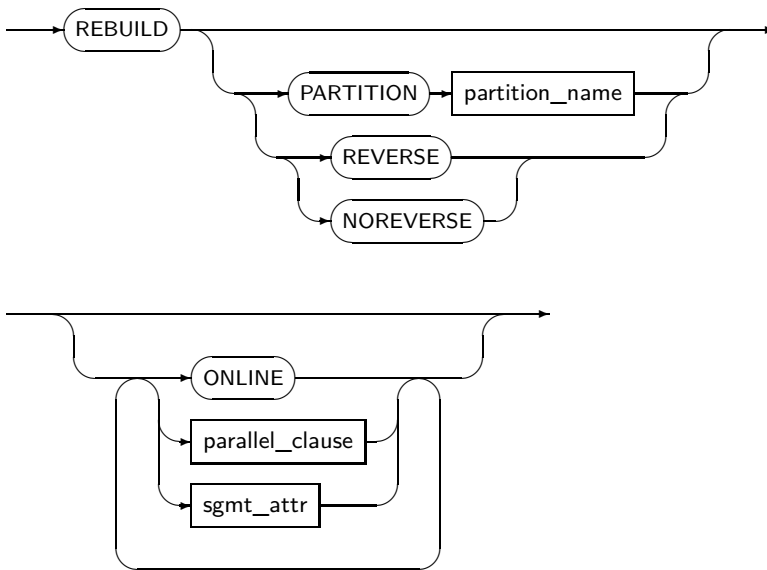 REBUILD
PARTITION partition_name
REVERSE
NOREVERSE
ONLINE
parallel_clause
sgmt_attr